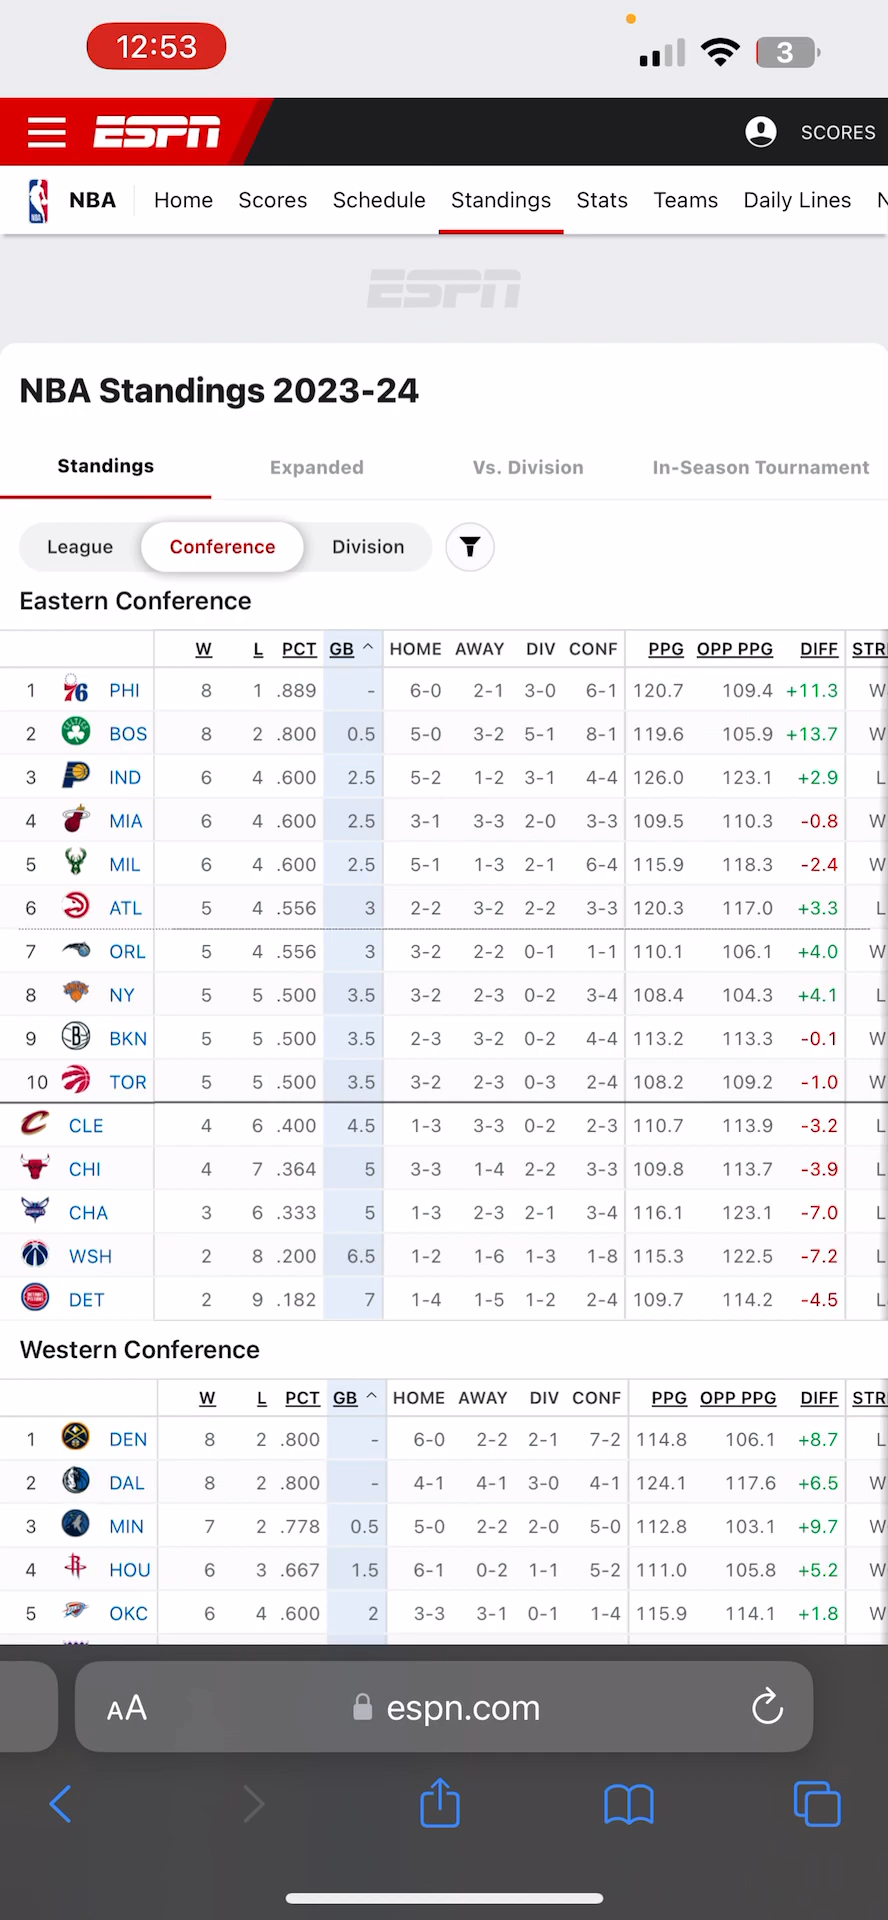 12:53
3
ESPN
SCORES
NBA Home Scores Schedule Standings Stats Teams Daily Lines
ESPN
NBA Standings 2023-24
Standings Expanded Vs. Division In-Season Tournament
League Conference Division
Eastern Conference
W L PCT GB HOME AWAY DIV CONF PPG OPP PPG DIFF STR
1 76 PHI 8 1 .889 - 6-0 2-1 3-0 6-1 120.7 109.4 +11.3 W
2 BOS 8 2 .800 0.5 5-0 3-2 5-1 8-1 119.6 105.9 +13.7 W
3 IND 6 4 .600 2.5 5-2 1-2 3-1 4-4 126.0 123.1 +2.9 L
4 MIA 6 4 .600 2.5 3-1 3-3 2-0 3-3 109.5 110.3 -0.8 W
5 MIL 6 4 .600 2.5 5-1 1-3 2-1 6-4 115.9 118.3 -2.4 W
6 ATL 5 4 .556 3 2-2 3-2 2-2 3-3 120.3 117.0 +3.3 L
7 ORL 5 4 .556 3 3-2 2-2 0-1 1-1 110.1 106.1 +4.0 W
8 NY 5 5 .500 3.5 3-2 2-3 0-2 3-4 108.4 104.3 +4.1 L
9 B BKN 5 5 .500 3.5 2-3 3-2 0-2 4-4 113.2 113.3 -0.1 W
10 TOR 5 5 .500 3.5 3-2 2-3 0-3 2-4 108.2 109.2 -1.0 W
C CLE 4 6 .400 4.5 1-3 3-3 0-2 2-3 110.7 113.9 -3.2 L
CHI 4 7 .364 5 3-3 1-4 2-2 3-3 109.8 113.7 -3.9 L
CHA 3 6 .333 5 1-3 2-3 2-1 3-4 116.1 123.1 -7.0 L
WSH 2 8 .200 6.5 1-2 1-6 1-3 1-8 115.3 122.5 -7.2 L
DET 2 9 .182 7 1-4 1-5 1-2 2-4 109.7 114.2 -4.5 L
Western Conference
W L PCT GB HOME AWAY DIV CONF PPG OPP PPG DIFF STR
1 DEN 8 2 .800 - 6-0 2-2 2-1 7-2 114.8 106.1 +8.7 L
2 DAL 8 2 .800 - 4-1 4-1 3-0 4-1 124.1 117.6 +6.5 W
3 MIN 7 2 .778 0.5 5-0 2-2 2-0 5-0 112.8 103.1 +9.7 W
4 HOU 6 3 .667 1.5 6-1 0-2 1-1 5-2 111.0 105.8 +5.2 W
5 OKC 6 4 .600 2 3-3 3-1 0-1 1-4 115.9 114.1 +1.8 W
AA espn.com